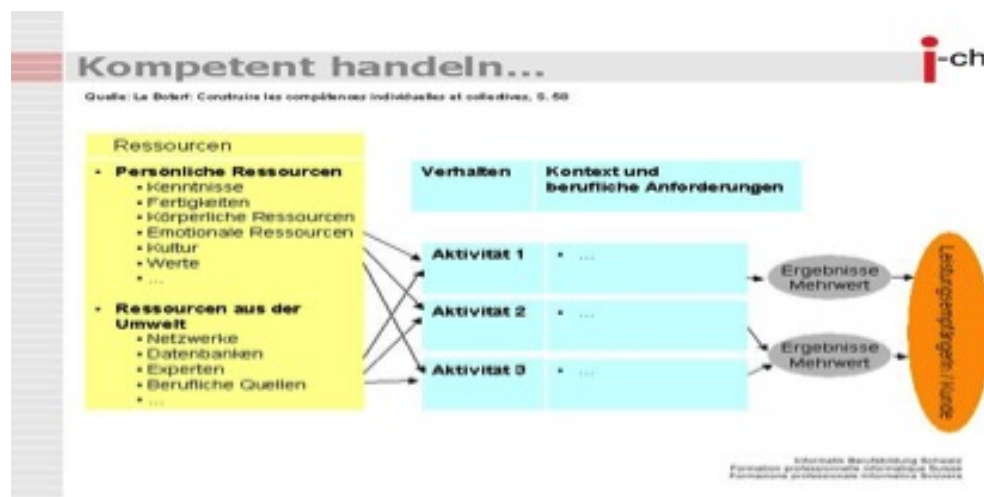 Kompetent handeln...
i-ch
Quelle: Le Boterf: Construire les compétences individuelles et collectives, S. 58
Ressourcen
• Persönliche Ressourcen
• Kenntnisse
• Fertigkeiten
• Körperliche Ressourcen
• Emotionale Ressourcen
• Kultur
• Werte
• ...
• Ressourcen aus der
Umwelt
• Netzwerke
• Datenbanken
• Experten
• Berufliche Quellen
• ...
Verhalten
Kontext und
berufliche Anforderungen
Aktivität 1
• ...
Aktivität 2
• ...
Aktivität 3
• ...
Ergebnisse
Mehrwert
Ergebnisse
Mehrwert
LeistungsempfängerIn / Kunde
Informatik Berufsbildung Schweiz
Formation professionnelle informatique Suisse
Formazione professionale informatica Svizzera